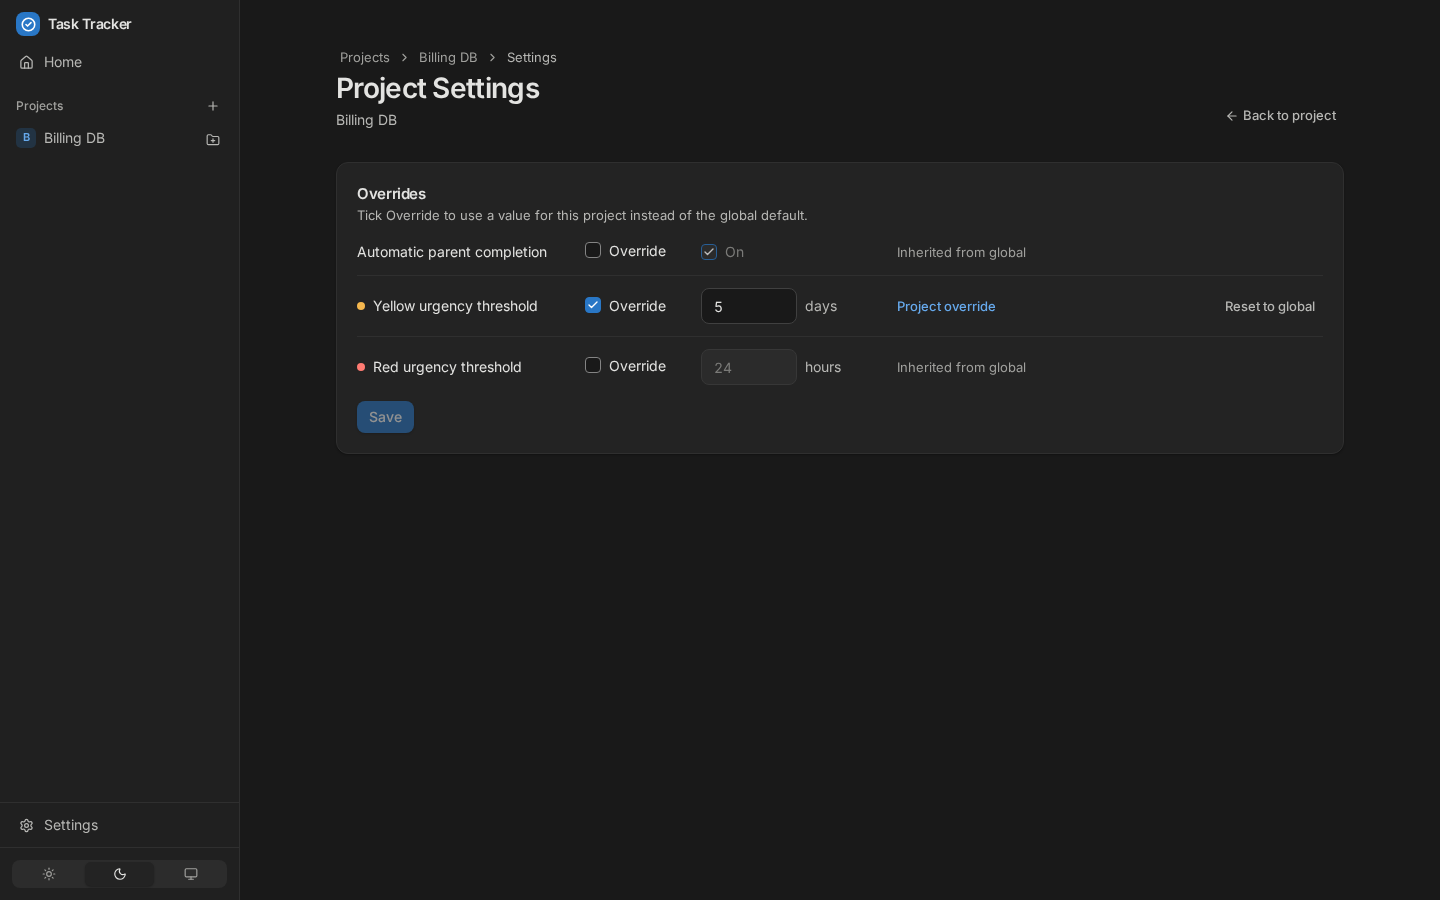 Task Tracker
Home
Projects
B Billing DB
Settings
Projects > Billing DB > Settings
Project Settings
Billing DB
Back to project
Overrides
Tick Override to use a value for this project instead of the global default.
Automatic parent completion Override On Inherited from global
Yellow urgency threshold Override 5 days Project override Reset to global
Red urgency threshold Override 24 hours Inherited from global
Save